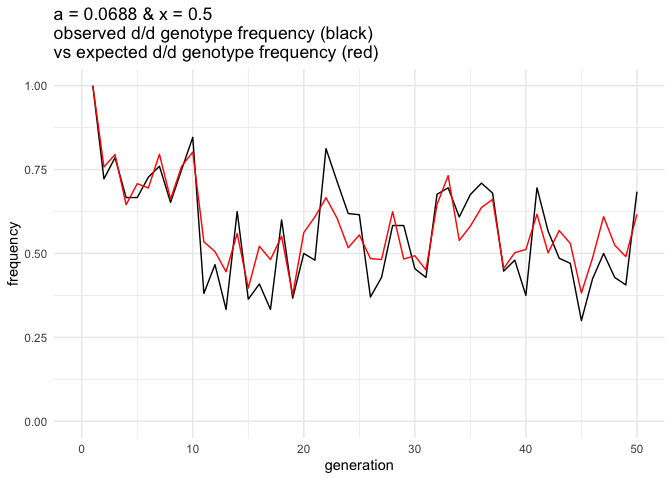 a = 0.0688 & x = 0.5
observed d/d genotype frequency (black)
vs expected d/d genotype frequency (red)
1.00
0.75
0.50
0.25
0.00
frequency
0
10
20
30
40
50
generation